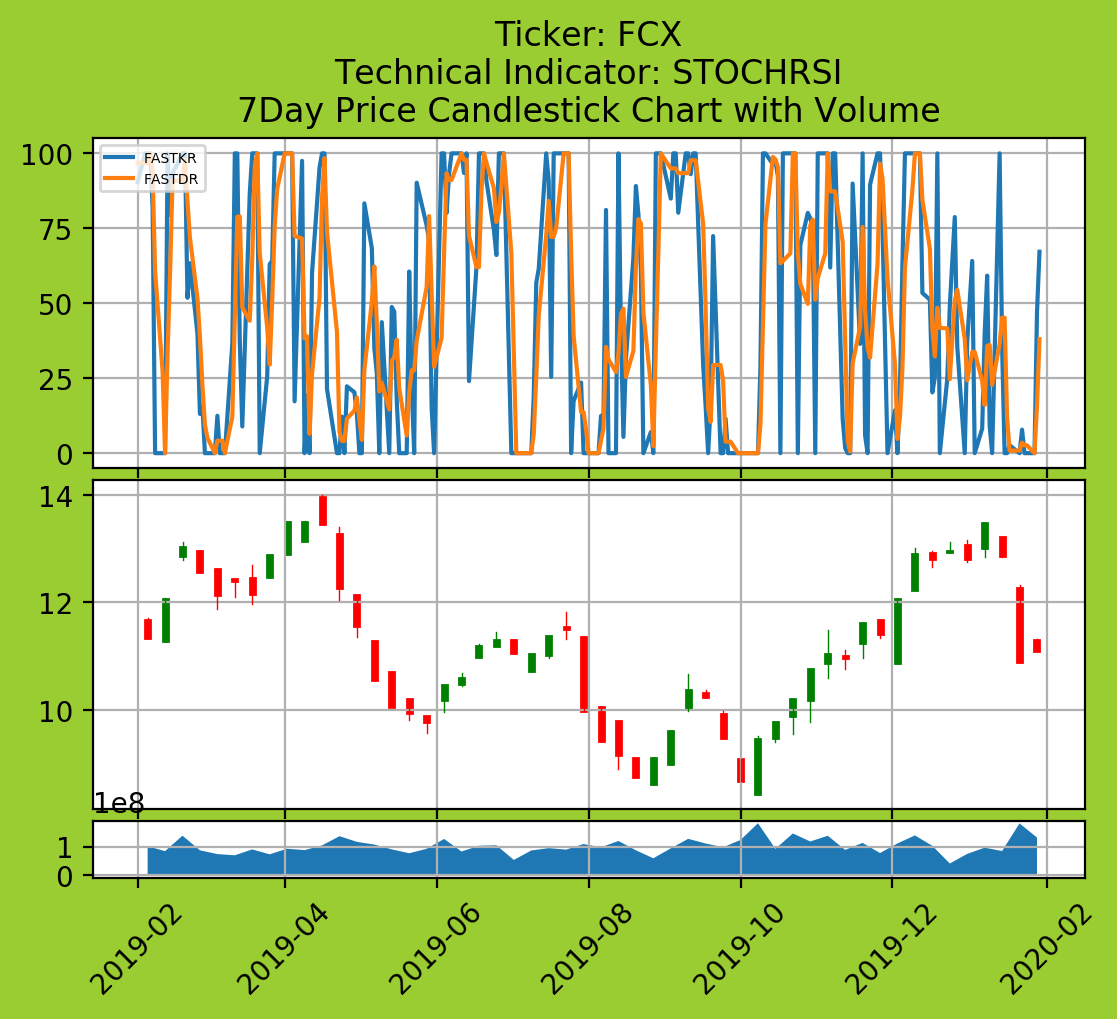 Ticker: FCX
Technical Indicator: STOCHRSI
7Day Price Candlestick Chart with Volume
FASTKR
FASTDR
100
75
50
25
0
14
12
10
1e8
1
0
2019-02
2019-04
2019-06
2019-08
2019-10
2019-12
2020-02